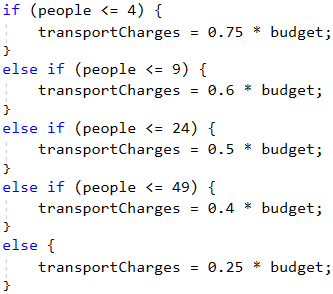 if (people <= 4) {
    transportCharges = 0.75 * budget;
}
else if (people <= 9) {
    transportCharges = 0.6 * budget;
}
else if (people <= 24) {
    transportCharges = 0.5 * budget;
}
else if (people <= 49) {
    transportCharges = 0.4 * budget;
}
else {
    transportCharges = 0.25 * budget;
}